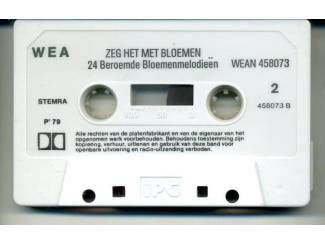 WEA ZEG HET MET BLOEMEN
24 Beroemde Bloemenmelodieën WEAN 458073
STEMRA 2
458073 B
P' 79
Alle rechten van de platenfabrikant en van de eigenaar van het
opgenomen werk voorbehouden. Behoudens toestemming zijn
kopiëring, verhuur, uitlenen en gebruik van deze band voor
openbare uitvoering en radio-uitzending verboden.
IPC